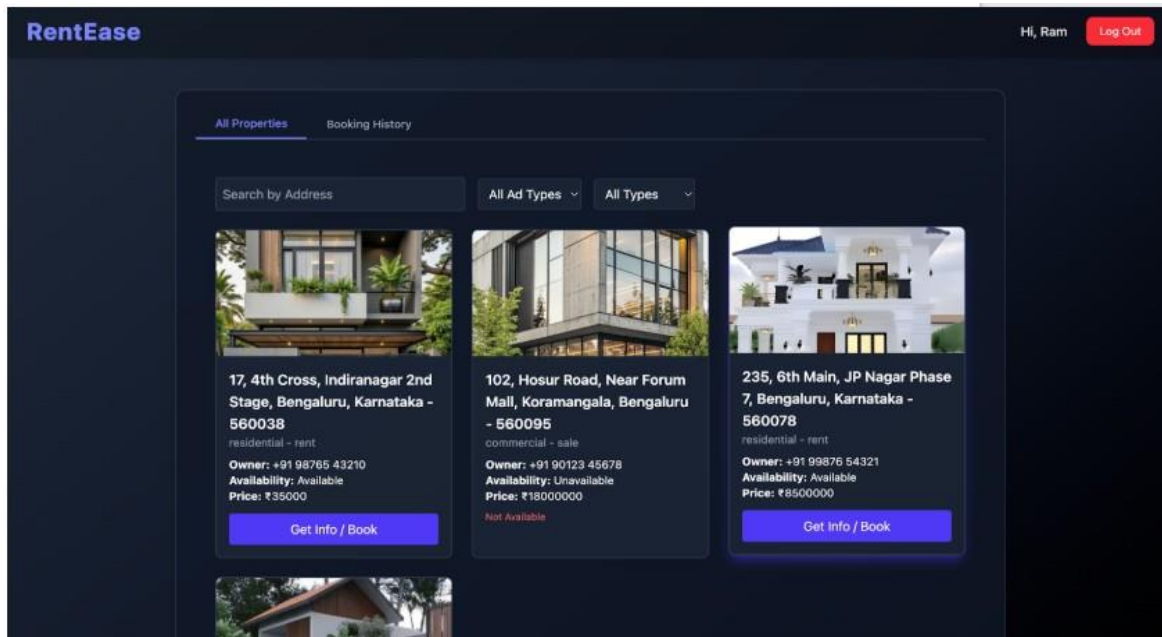 RentEase
Hi, Ram
Log Out
All Properties
Booking History
Search by Address
All Ad Types
All Types
17, 4th Cross, Indiranagar 2nd
Stage, Bengaluru, Karnataka -
560038
residential - rent
Owner: +91 98765 43210
Availability: Available
Price: ₹35000
Get Info / Book
102, Hosur Road, Near Forum
Mall, Koramangala, Bengaluru
- 560095
commercial - sale
Owner: +91 90123 45678
Availability: Unavailable
Price: ₹18000000
Not Available
235, 6th Main, JP Nagar Phase
7, Bengaluru, Karnataka -
560078
residential - rent
Owner: +91 99876 54321
Availability: Available
Price: ₹8500000
Get Info / Book